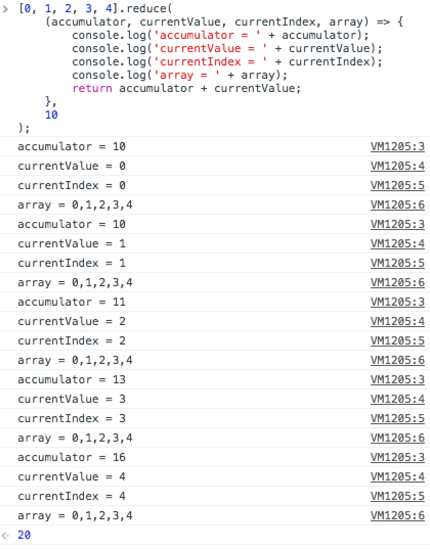 > [0, 1, 2, 3, 4].reduce(
(accumulator, currentValue, currentIndex, array) => {
console.log('accumulator = ' + accumulator);
console.log('currentValue = ' + currentValue);
console.log('currentIndex = ' + currentIndex);
console.log('array = ' + array);
return accumulator + currentValue;
},
10
);
accumulator = 10 VM1205:3
currentValue = 0 VM1205:4
currentIndex = 0 VM1205:5
array = 0,1,2,3,4 VM1205:6
accumulator = 10 VM1205:3
currentValue = 1 VM1205:4
currentIndex = 1 VM1205:5
array = 0,1,2,3,4 VM1205:6
accumulator = 11 VM1205:3
currentValue = 2 VM1205:4
currentIndex = 2 VM1205:5
array = 0,1,2,3,4 VM1205:6
accumulator = 13 VM1205:3
currentValue = 3 VM1205:4
currentIndex = 3 VM1205:5
array = 0,1,2,3,4 VM1205:6
accumulator = 16 VM1205:3
currentValue = 4 VM1205:4
currentIndex = 4 VM1205:5
array = 0,1,2,3,4 VM1205:6
20